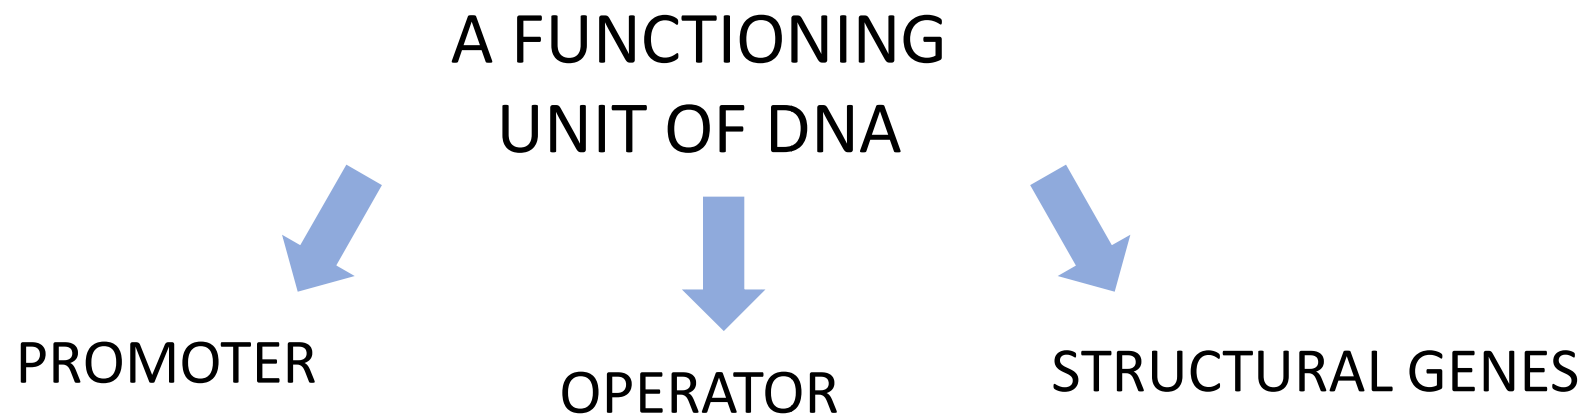 A FUNCTIONING
UNIT OF DNA
PROMOTER
OPERATOR
STRUCTURAL GENES